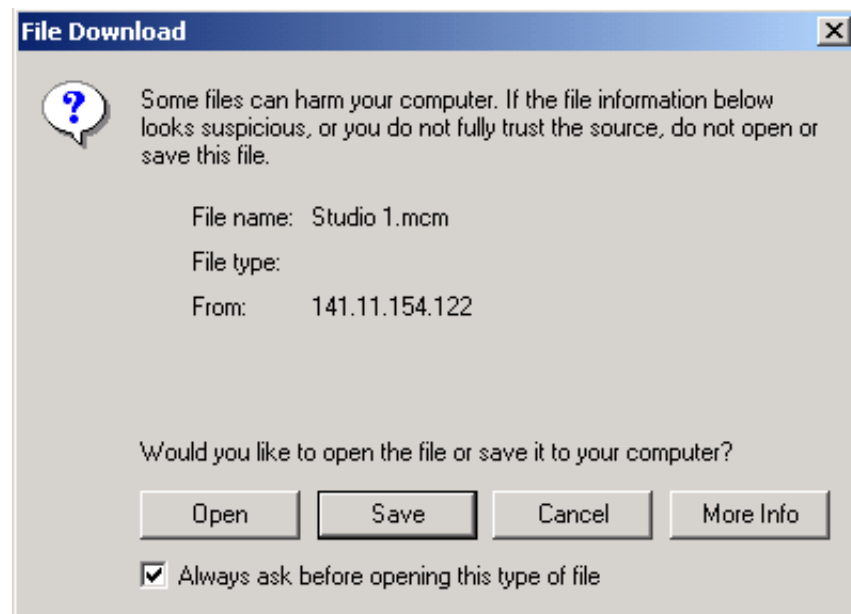 File Download
Some files can harm your computer. If the file information below
looks suspicious, or you do not fully trust the source, do not open or
save this file.
File name: Studio 1.mcm
File type:
From: 141.11.154.122
Would you like to open the file or save it to your computer?
Open Save Cancel More Info
Always ask before opening this type of file